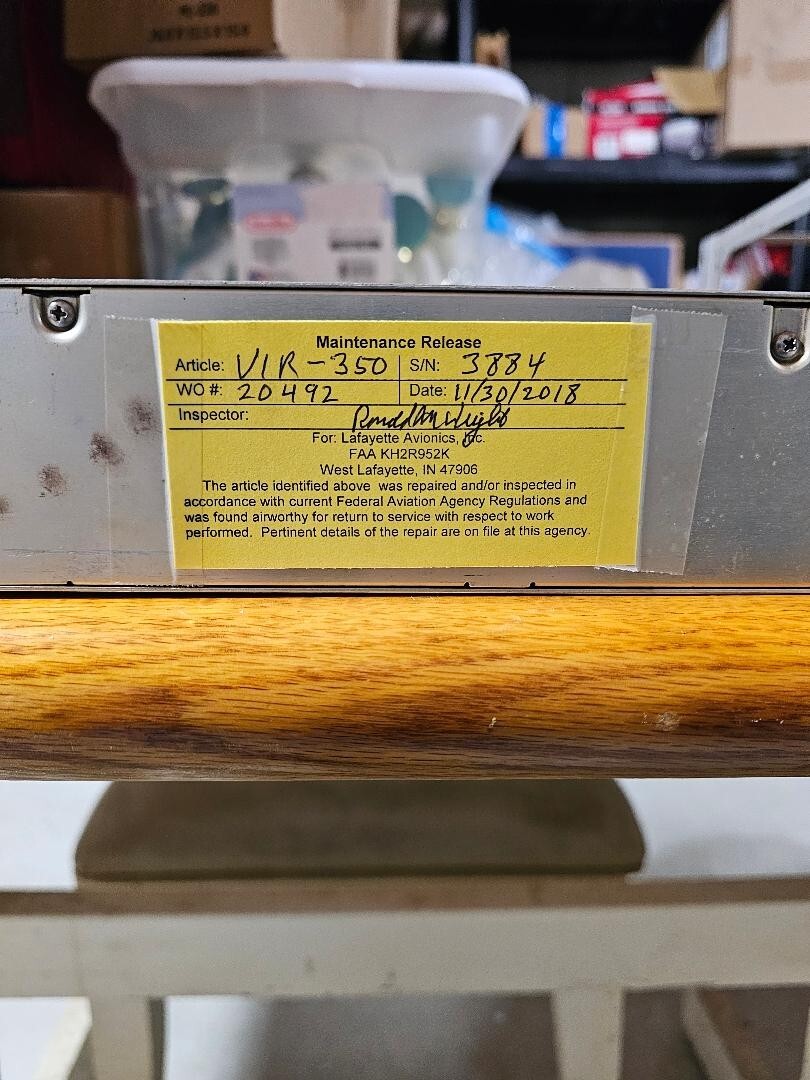 Maintenance Release
Article: VIR-350 S/N: 3884
WO #: 20492 Date: 11/30/2018
Inspector:
For: Lafayette Avionics, Inc.
FAA KH2R952K
West Lafayette, IN 47906
The article identified above was repaired and/or inspected in
accordance with current Federal Aviation Agency Regulations and
was found airworthy for return to service with respect to work
performed. Pertinent details of the repair are on file at this agency.